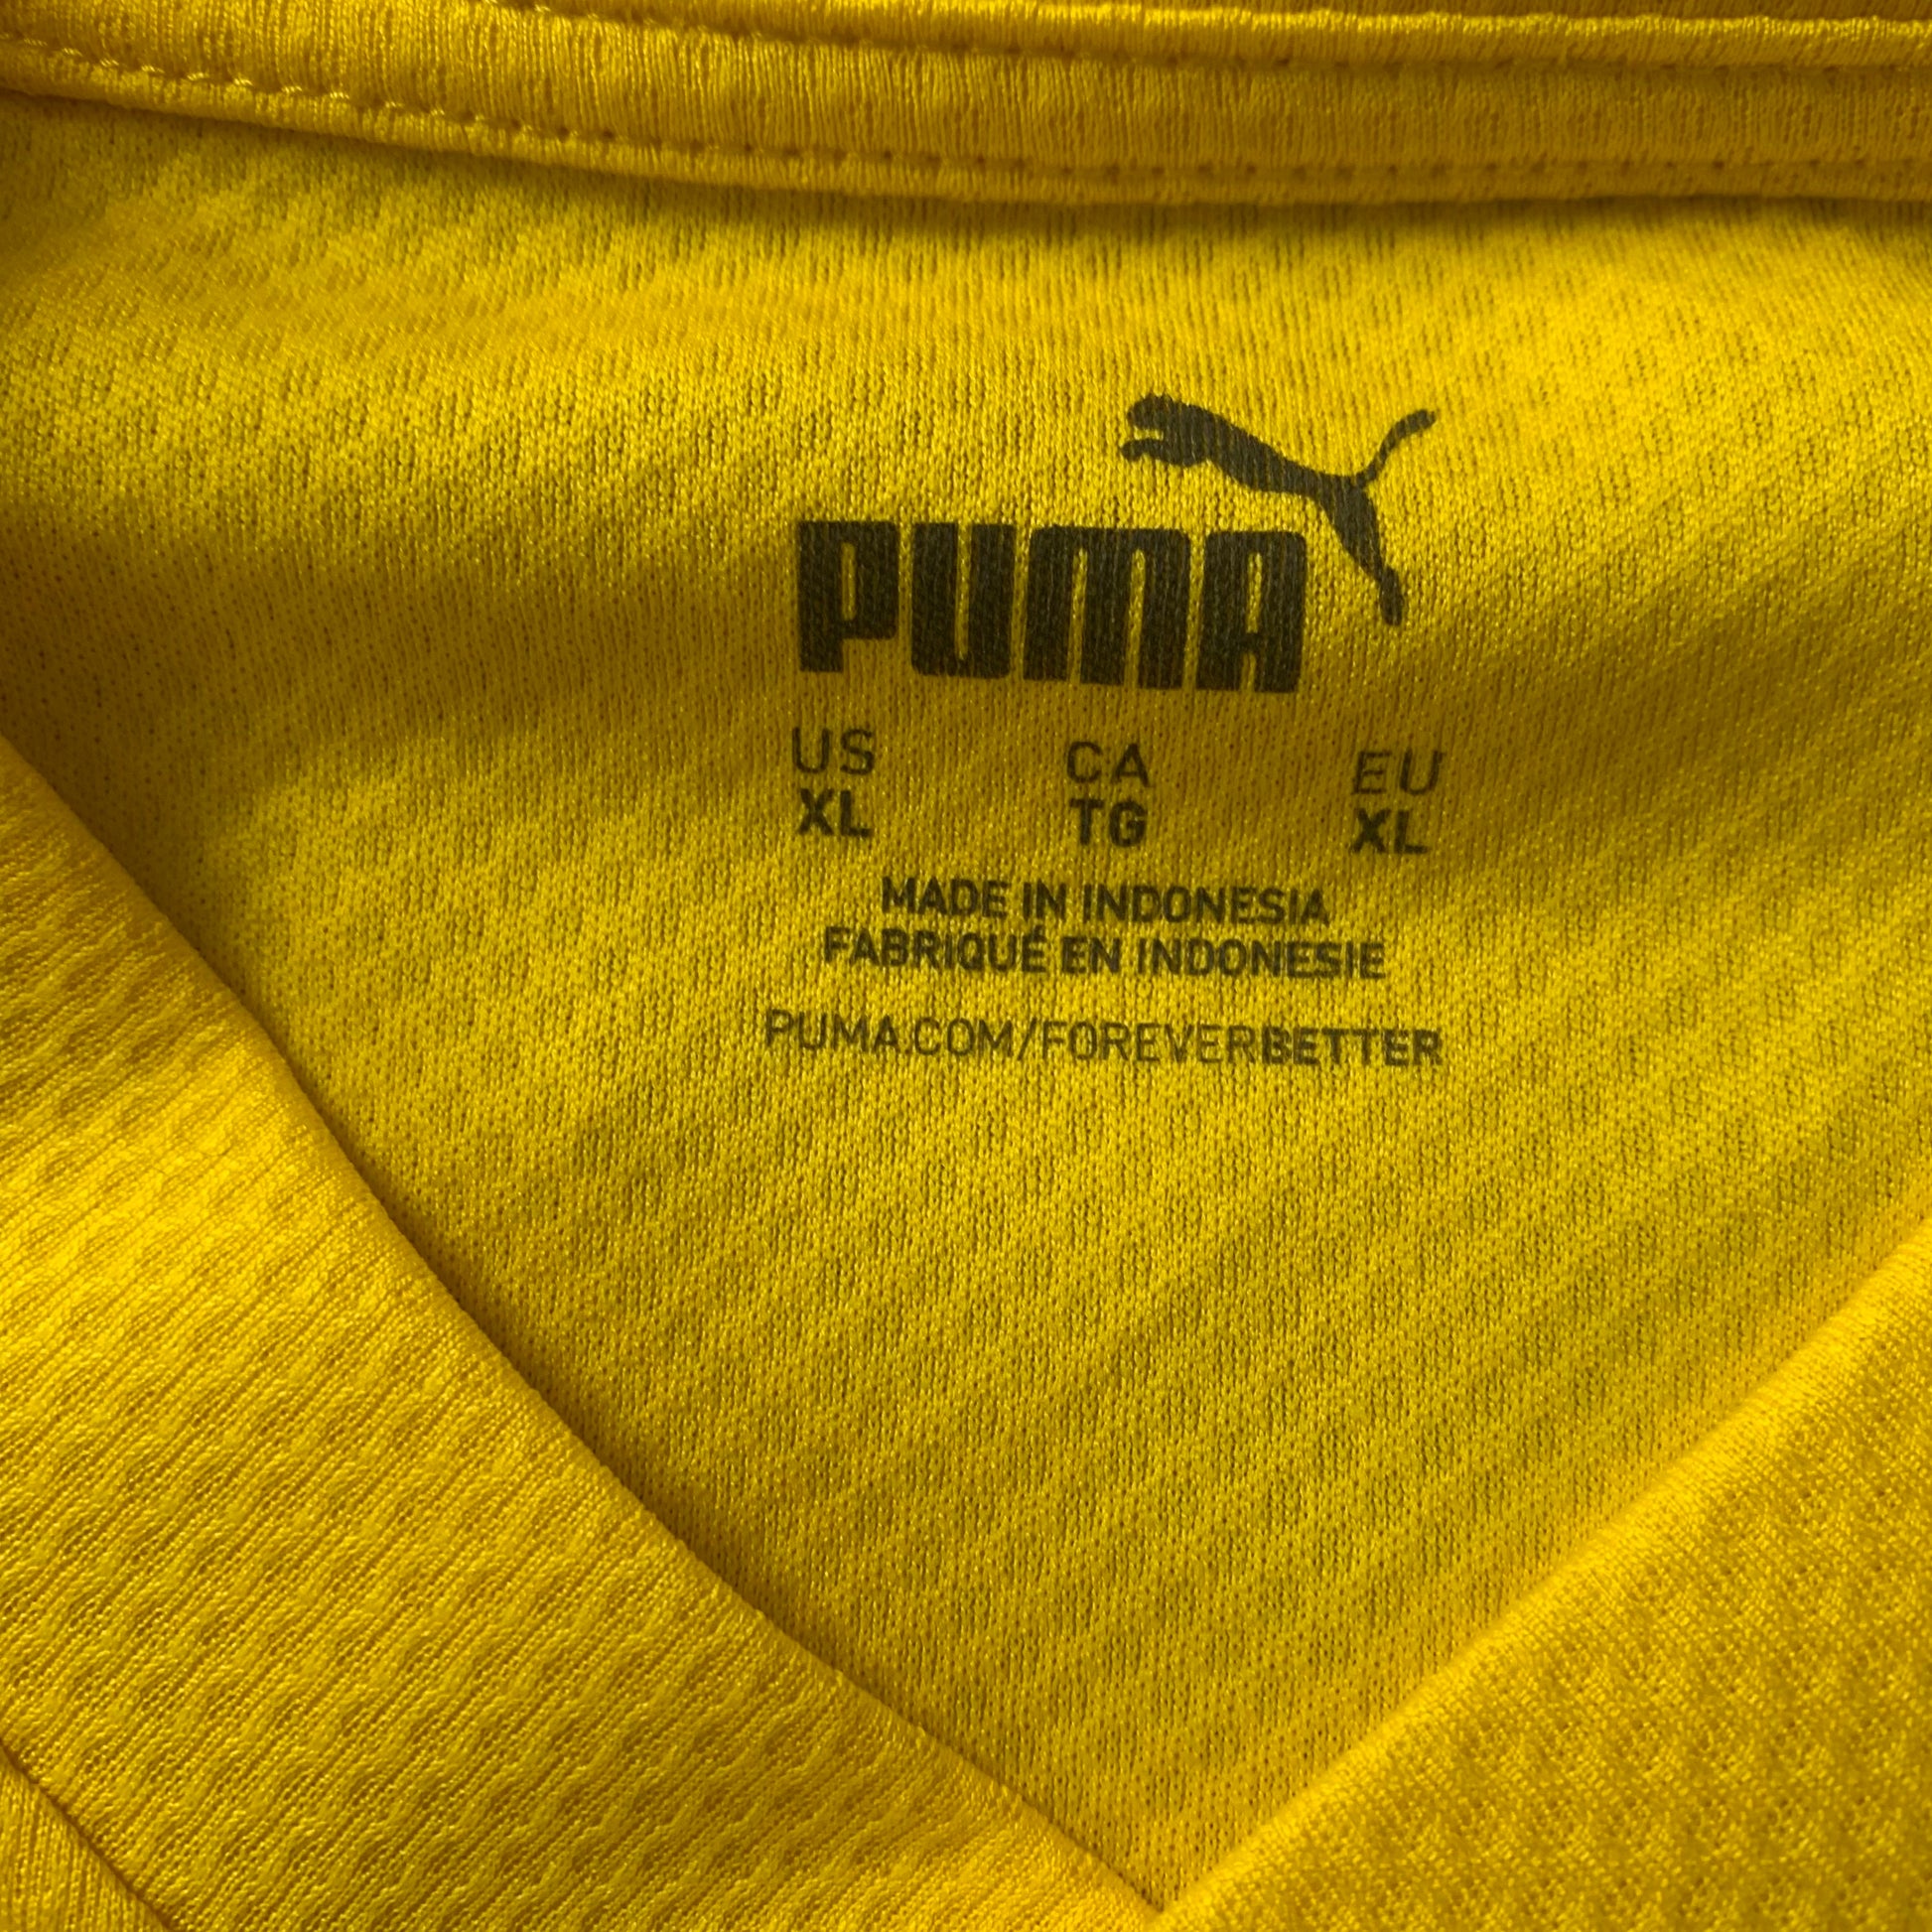 PUMA
US CA EU
XL TG XL
MADE IN INDONESIA
FABRIQUÉ EN INDONESIE
PUMA.COM/FOREVERBETTER